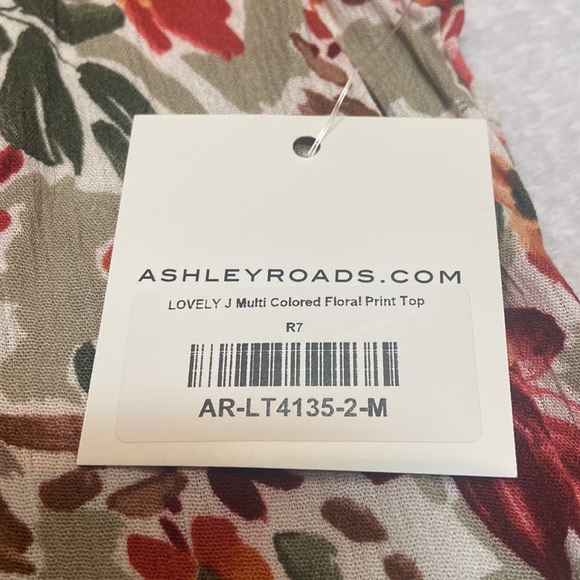 ASHLEYROADS.COM
LOVELY J Multi Colored Floral Print Top
R7
AR-LT4135-2-M